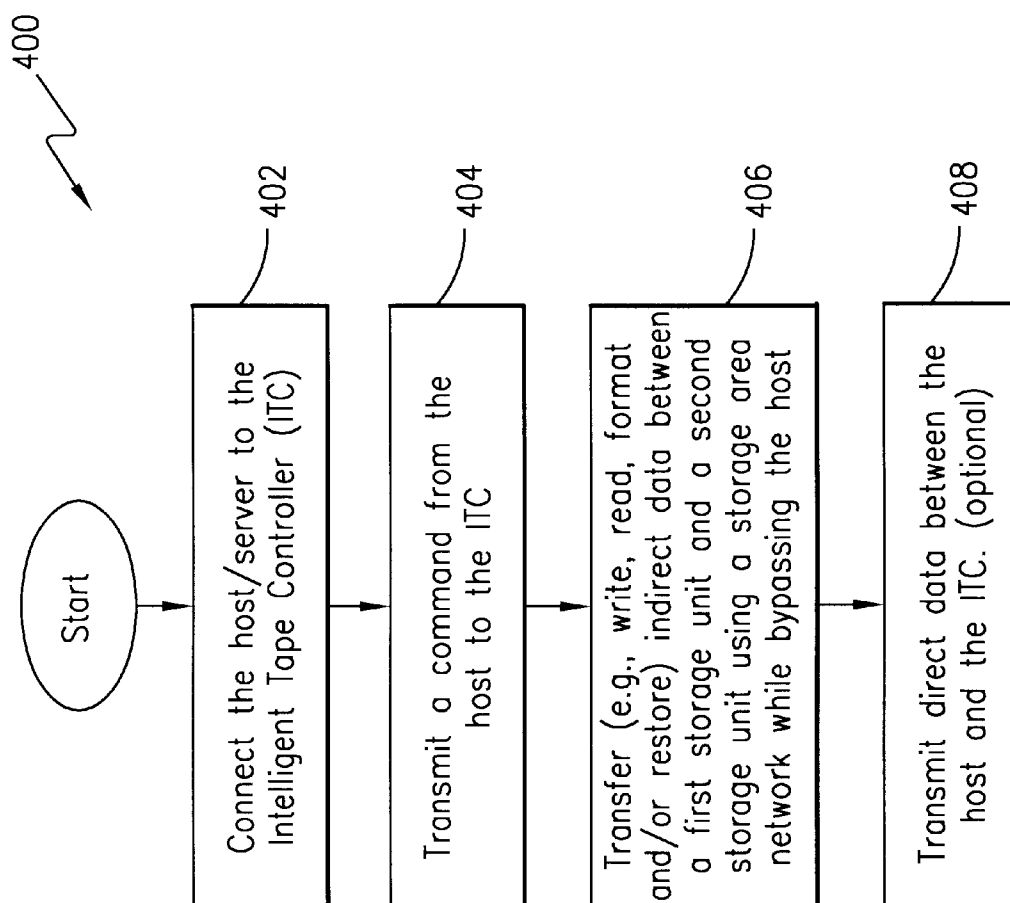 400
Start
Connect the host/server to the
Intelligent Tape Controller (ITC)
402
Transmit a command from the
host to the ITC
404
Transfer (e.g., write, read, format
and/or restore) indirect data between
a first storage unit and a second
storage unit using a storage area
network while bypassing the host
406
Transmit direct data between the
host and the ITC. (optional)
408